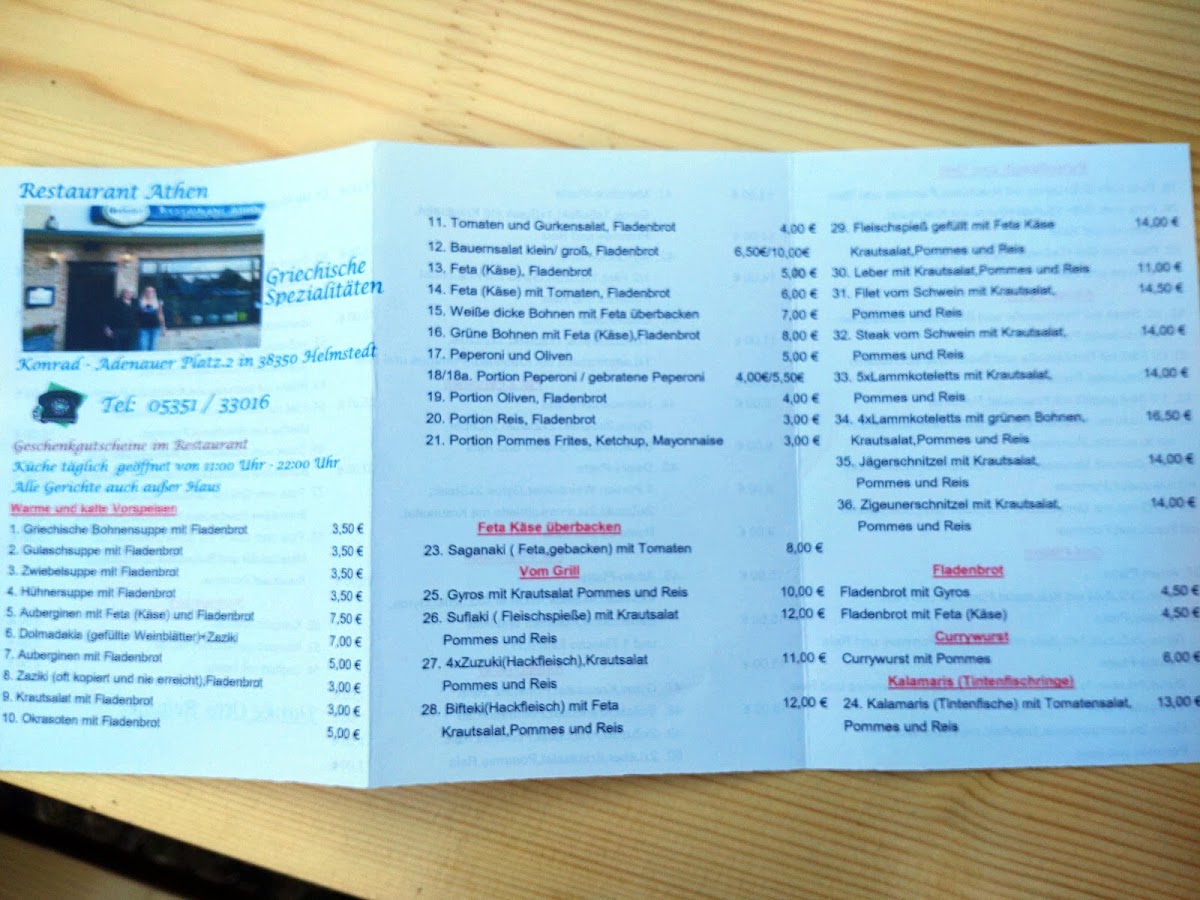 Restaurant Athen
Griechische
Spezialitäten
Konrad - Adenauer Platz.2 in 38350 Helmstedt
Tel: 05351 / 33016
Geschenkgutscheine im Restaurant
Küche täglich geöffnet von 11:00 Uhr - 22:00 Uhr
Alle Gerichte auch außer Haus
Warme und kalte Vorspeisen
1. Griechische Bohnensuppe mit Fladenbrot 3,50 €
2. Gulaschsuppe mit Fladenbrot 3,50 €
3. Zwiebelsuppe mit Fladenbrot 3,50 €
4. Hühnersuppe mit Fladenbrot 3,50 €
5. Auberginen mit Feta (Käse) und Fladenbrot 7,50 €
6. Dolmadakia (gefüllte Weinblätter)+Zaziki 7,00 €
7. Auberginen mit Fladenbrot 5,00 €
8. Zaziki (oft kopiert und nie erreicht),Fladenbrot 3,00 €
9. Krautsalat mit Fladenbrot 3,00 €
10. Okrasoten mit Fladenbrot 5,00 €
11. Tomaten und Gurkensalat, Fladenbrot 4,00 €
12. Bauernsalat klein/ groß, Fladenbrot 6,50€/10,00€
13. Feta (Käse), Fladenbrot 5,00 €
14. Feta (Käse) mit Tomaten, Fladenbrot 6,00 €
15. Weiße dicke Bohnen mit Feta überbacken 7,00 €
16. Grüne Bohnen mit Feta (Käse),Fladenbrot 8,00 €
17. Peperoni und Oliven 5,00 €
18/18a. Portion Peperoni / gebratene Peperoni 4,00€/5,50€
19. Portion Oliven, Fladenbrot 4,00 €
20. Portion Reis, Fladenbrot 3,00 €
21. Portion Pommes Frites, Ketchup, Mayonnaise 3,00 €
Feta Käse überbacken
23. Saganaki ( Feta,gebacken) mit Tomaten 8,00 €
Vom Grill
25. Gyros mit Krautsalat Pommes und Reis 10,00 €
26. Suflaki ( Fleischspieße) mit Krautsalat 12,00 €
Pommes und Reis
27. 4xZuzuki(Hackfleisch),Krautsalat 11,00 €
Pommes und Reis
28. Bifteki(Hackfleisch) mit Feta 12,00 €
Krautsalat,Pommes und Reis
29. Fleischspieß gefüllt mit Feta Käse 14,00 €
Krautsalat,Pommes und Reis
30. Leber mit Krautsalat,Pommes und Reis 11,00 €
31. Filet vom Schwein mit Krautsalat, 14,50 €
Pommes und Reis
32. Steak vom Schwein mit Krautsalat, 14,00 €
Pommes und Reis
33. 5xLammkoteletts mit Krautsalat, 14,00 €
Pommes und Reis
34. 4xLammkoteletts mit grünen Bohnen, 16,50 €
Krautsalat,Pommes und Reis
35. Jägerschnitzel mit Krautsalat, 14,00 €
Pommes und Reis
36. Zigeunerschnitzel mit Krautsalat, 14,00 €
Pommes und Reis
Fladenbrot
Fladenbrot mit Gyros 4,50 €
Fladenbrot mit Feta (Käse) 4,50 €
Currywurst
Currywurst mit Pommes 6,00 €
Kalamaris (Tintenfischringe)
24. Kalamaris (Tintenfische) mit Tomatensalat, 13,00 €
Pommes und Reis